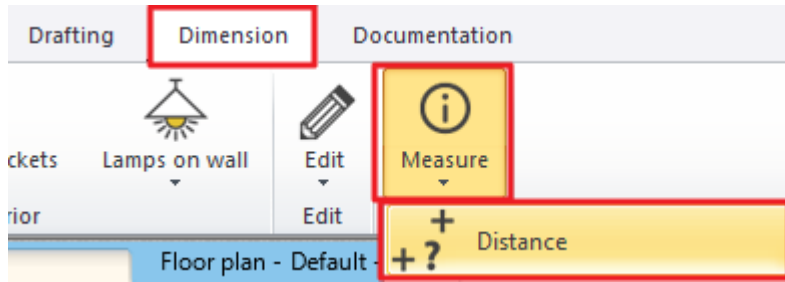 Drafting Dimension Documentation
ckets Lamps on wall Edit Measure
rior Edit
Distance
Floor plan - Default -